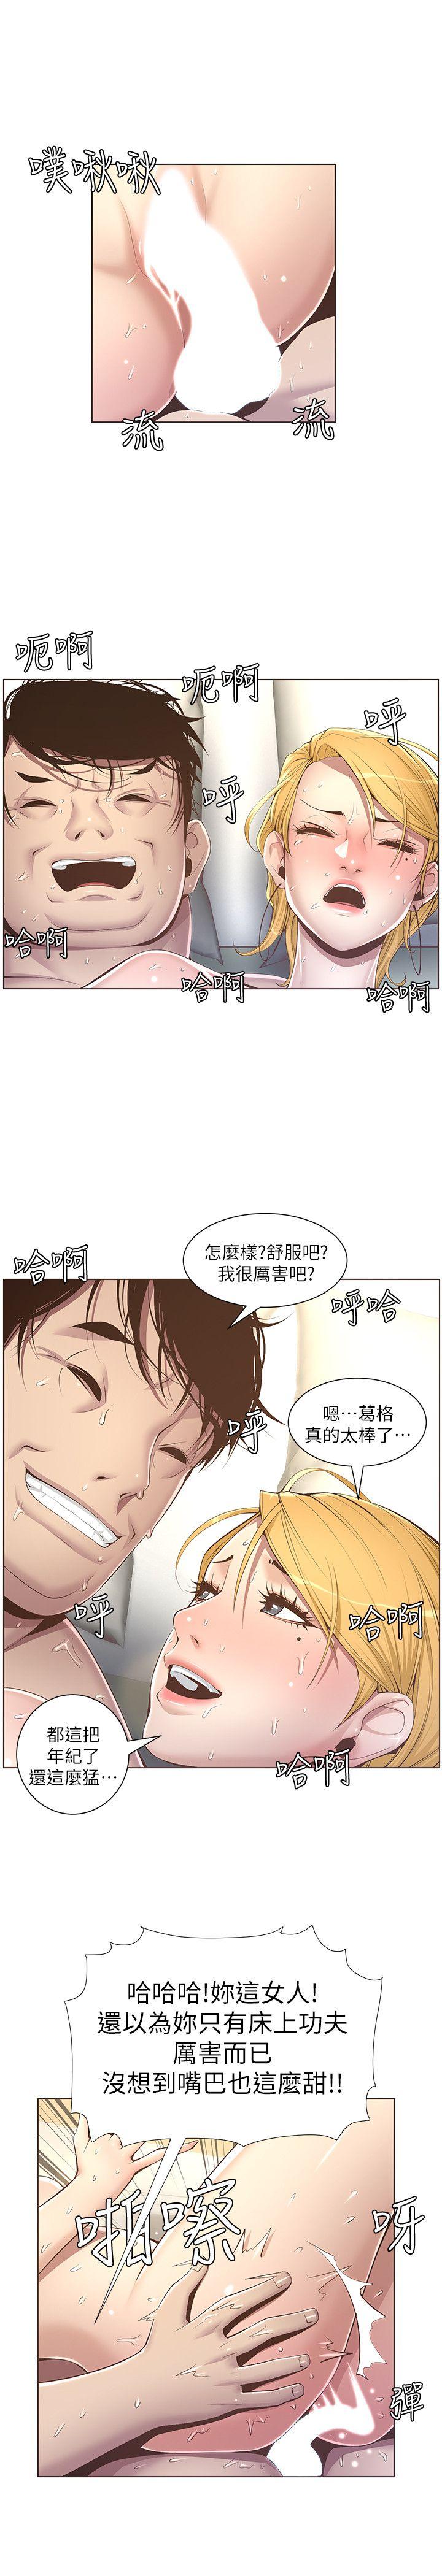 噗啾啾
流
流
呃啊
呃啊
呼
呼
哈啊
哈啊
哈啊
怎麼樣?舒服吧?
我很厲害吧?
哈啊
呼哈
嗯⋯葛格
真的太棒了⋯
呼
呼
哈啊
都這把
年紀了
還這麼猛⋯
哈啊
哈哈哈!妳這女人!
還以為妳只有床上功夫
厲害而已
沒想到嘴巴也這麼甜!!
啪嚓
呀
彈